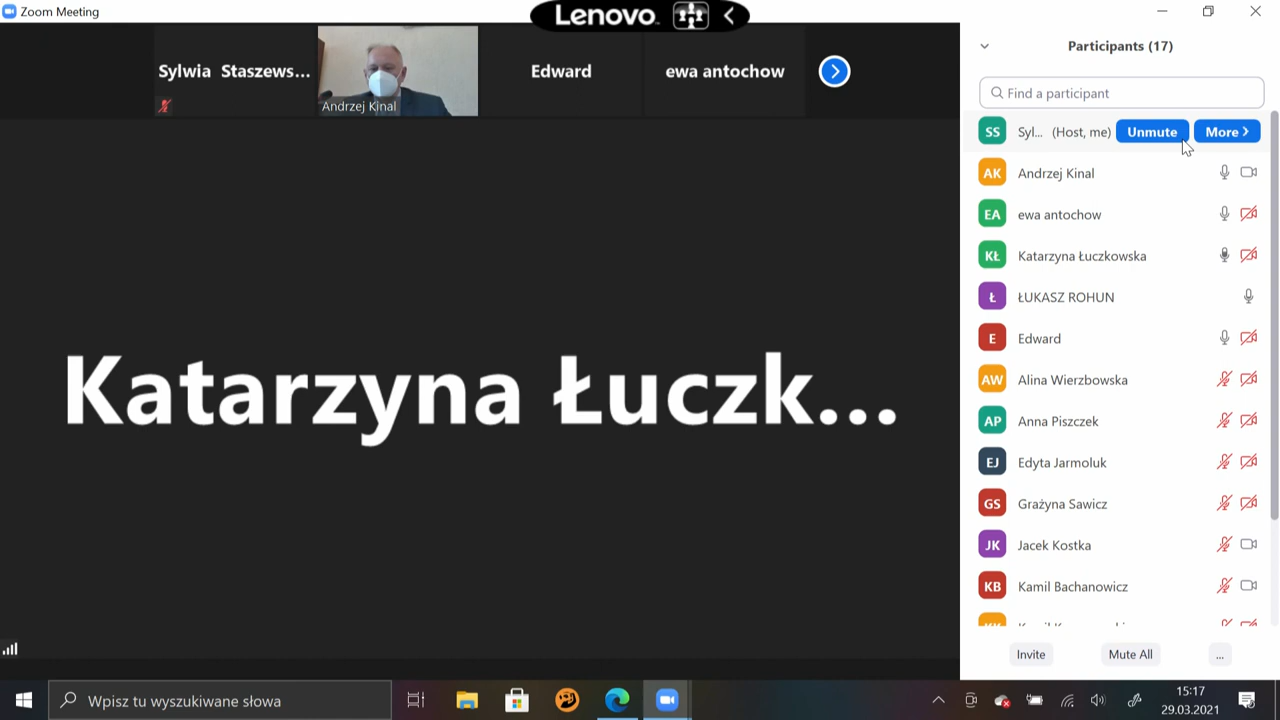 Zoom Meeting
Lenovo
Sylwia Staszews...
Andrzej Kinal
Edward
ewa antochow
Katarzyna Łuczk...
Participants (17)
Find a participant
SS Syl... (Host, me) Unmute More
AK Andrzej Kinal
EA ewa antochow
KŁ Katarzyna Łuczkowska
Ł ŁUKASZ ROHUN
E Edward
AW Alina Wierzbowska
AP Anna Piszczek
EJ Edyta Jarmoluk
GS Grażyna Sawicz
JK Jacek Kostka
KB Kamil Bachanowicz
Invite Mute All ...
Wpisz tu wyszukiwane słowa
15:17
29.03.2021